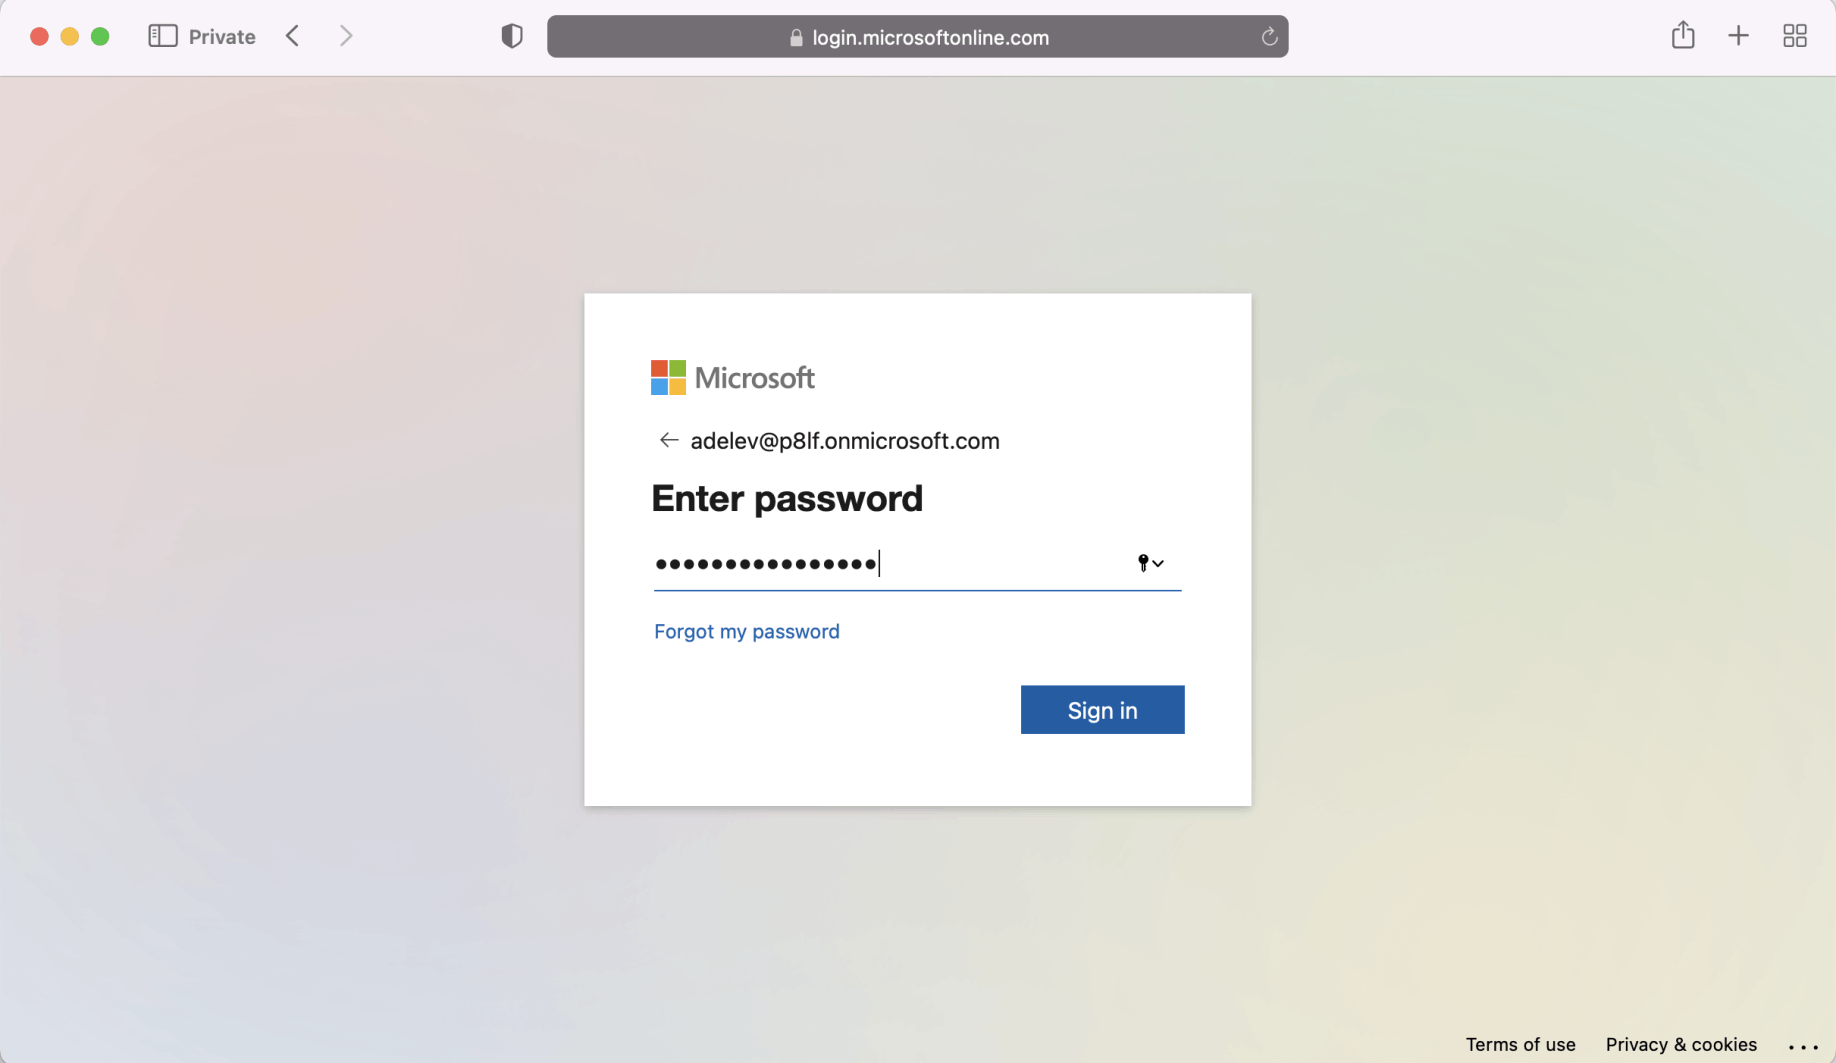 Private
login.microsoftonline.com
Microsoft
adelev@p8lf.onmicrosoft.com
Enter password
••••••••••••••••
Forgot my password
Sign in
Terms of use Privacy & cookies ...